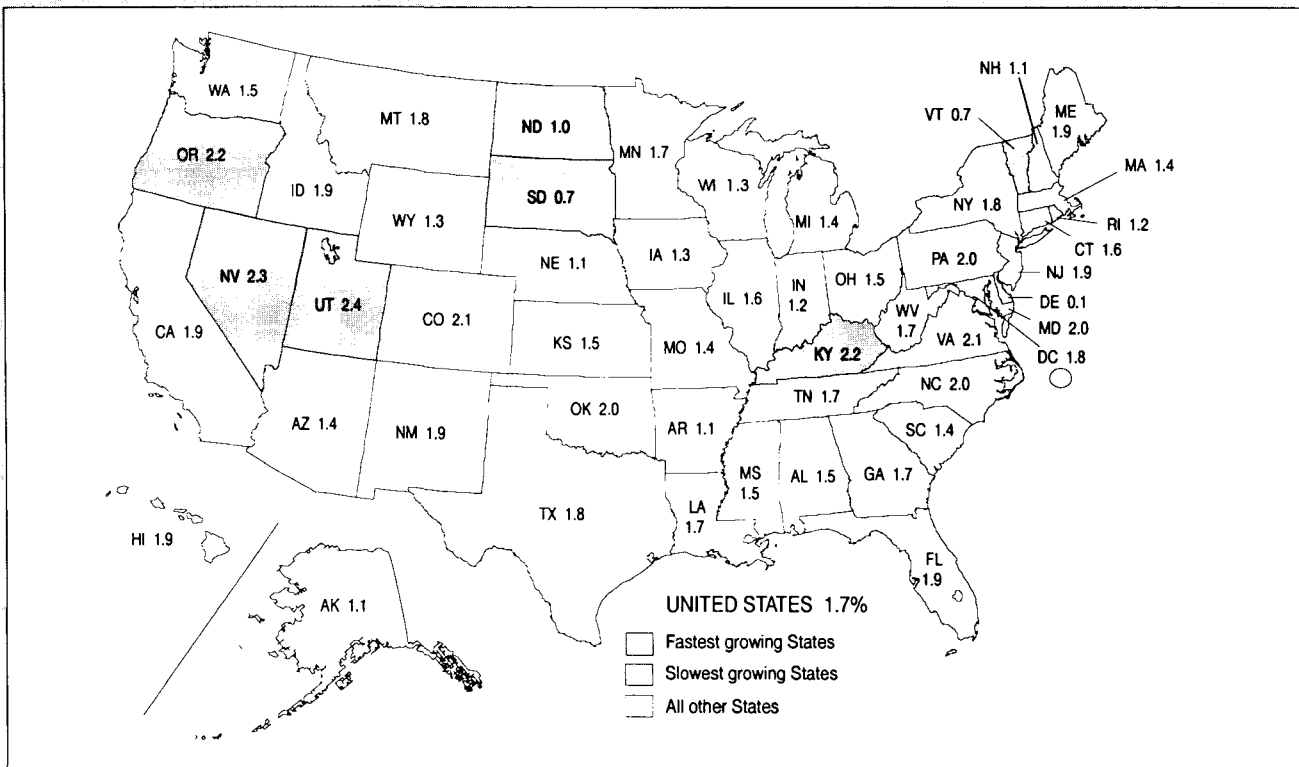 NH 1.1
WA 1.5
VT 0.7
ME
1.9
MT 1.8
ND 1.0
MN 1.7
OR 2.2
MA 1.4
WI 1.3
ID 1.9
SD 0.7
NY 1.8
WY 1.3
MI 1.4
RI 1.2
CT 1.6
PA 2.0
IA 1.3
NE 1.1
NJ 1.9
NV 2.3
OH 1.5
IN
1.2
UT 2.4
IL 1.6
DE 0.1
WV
1.7
MD 2.0
CO 2.1
CA 1.9
KS 1.5
MO 1.4
VA 2.1
KY 2.2
DC 1.8
NC 2.0
TN 1.7
OK 2.0
AZ 1.4
AR 1.1
SC 1.4
NM 1.9
MS
1.5
AL 1.5
GA 1.7
LA
1.7
TX 1.8
HI 1.9
FL
1.9
AK 1.1
UNITED STATES 1.7%
Fastest growing States
Slowest growing States
All other States